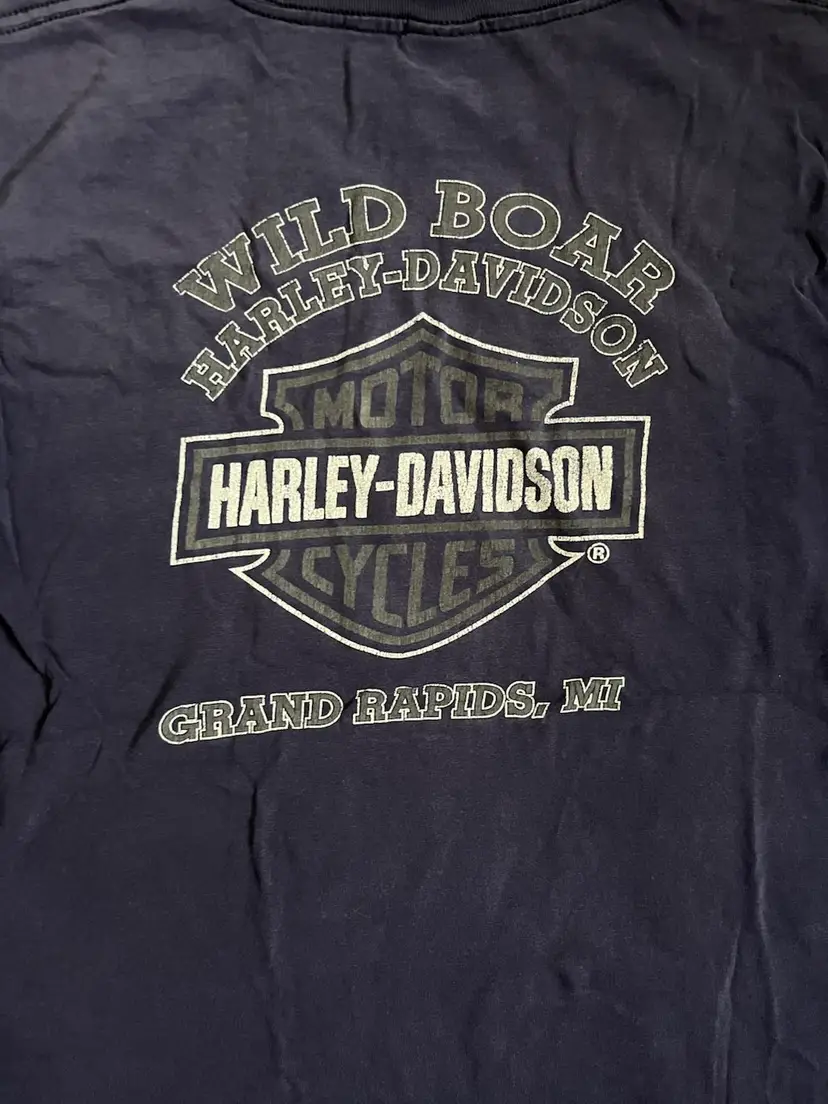 WILD BOAR
HARLEY-DAVIDSON
MOTOR
HARLEY-DAVIDSON
CYCLES
®
GRAND RAPIDS, MI